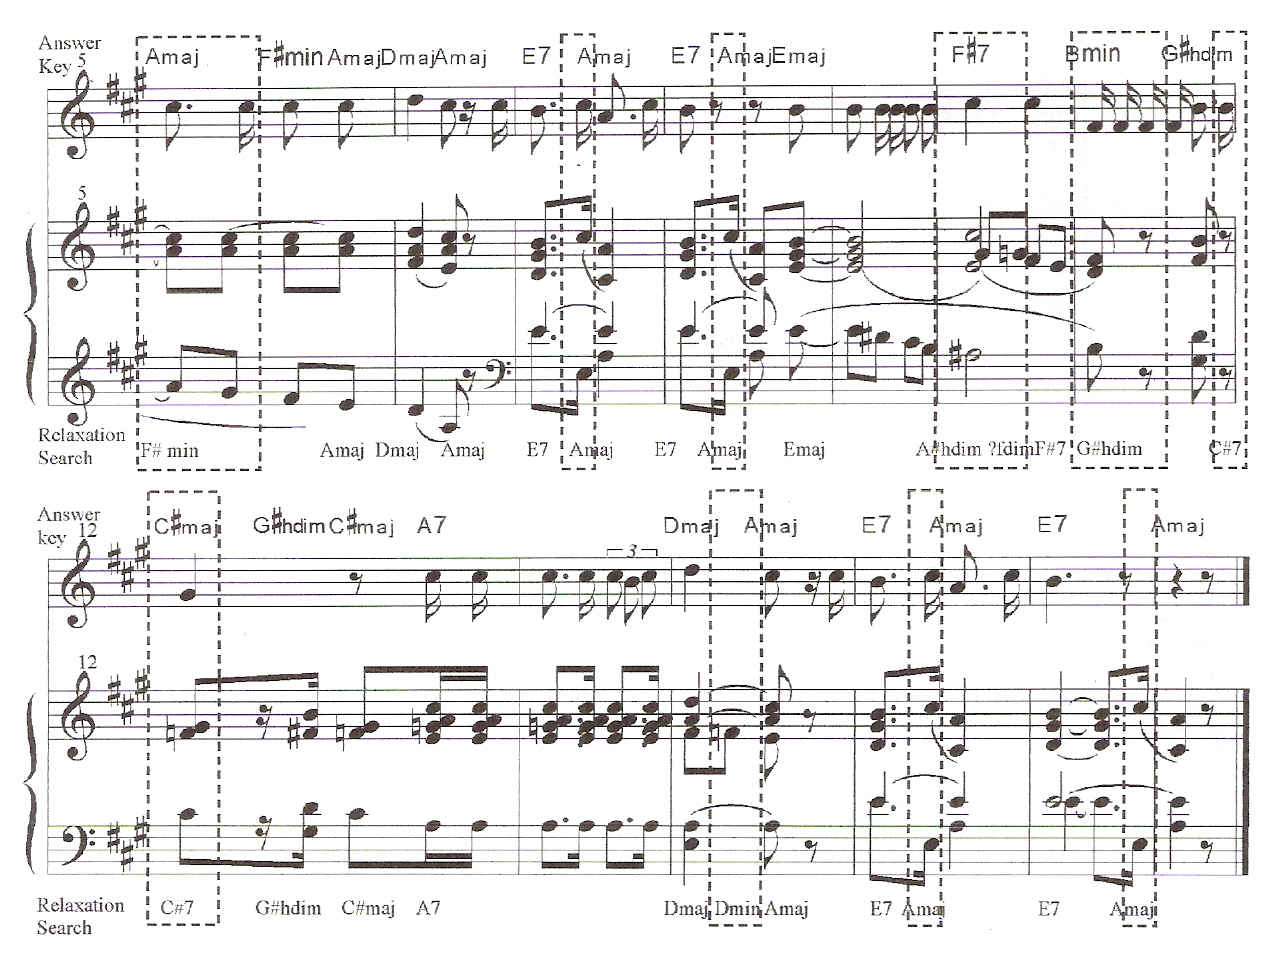 Answer
Key
Amaj F#min Amaj Dmaj Amaj E7 Amaj E7 Amaj Emaj F#7 Bmin G#hdim
5
5
Relaxation
Search
F# min Amaj Dmaj Amaj E7 Amaj E7 Amaj Emaj A#hdim ?fdim F#7 G#hdim C#7
Answer
key
C#maj G#hdim C#maj A7 Dmaj Amaj E7 Amaj E7 Amaj
12
3
12
Relaxation
Search
C#7 G#hdim C#maj A7 Dmaj Dmin Amaj E7 Amaj E7 Amaj